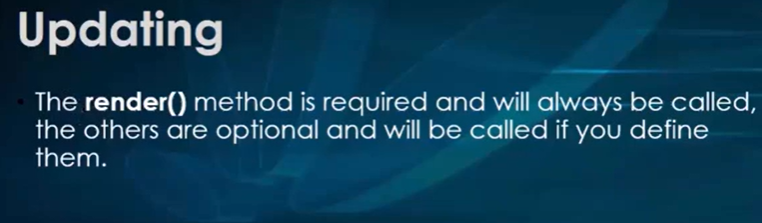 Updating
• The render() method is required and will always be called,
the others are optional and will be called if you define
them.